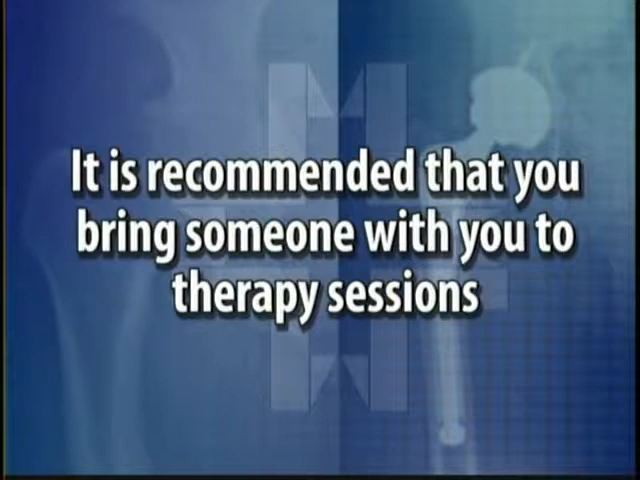 It is recommended that you
bring someone with you to
therapy sessions